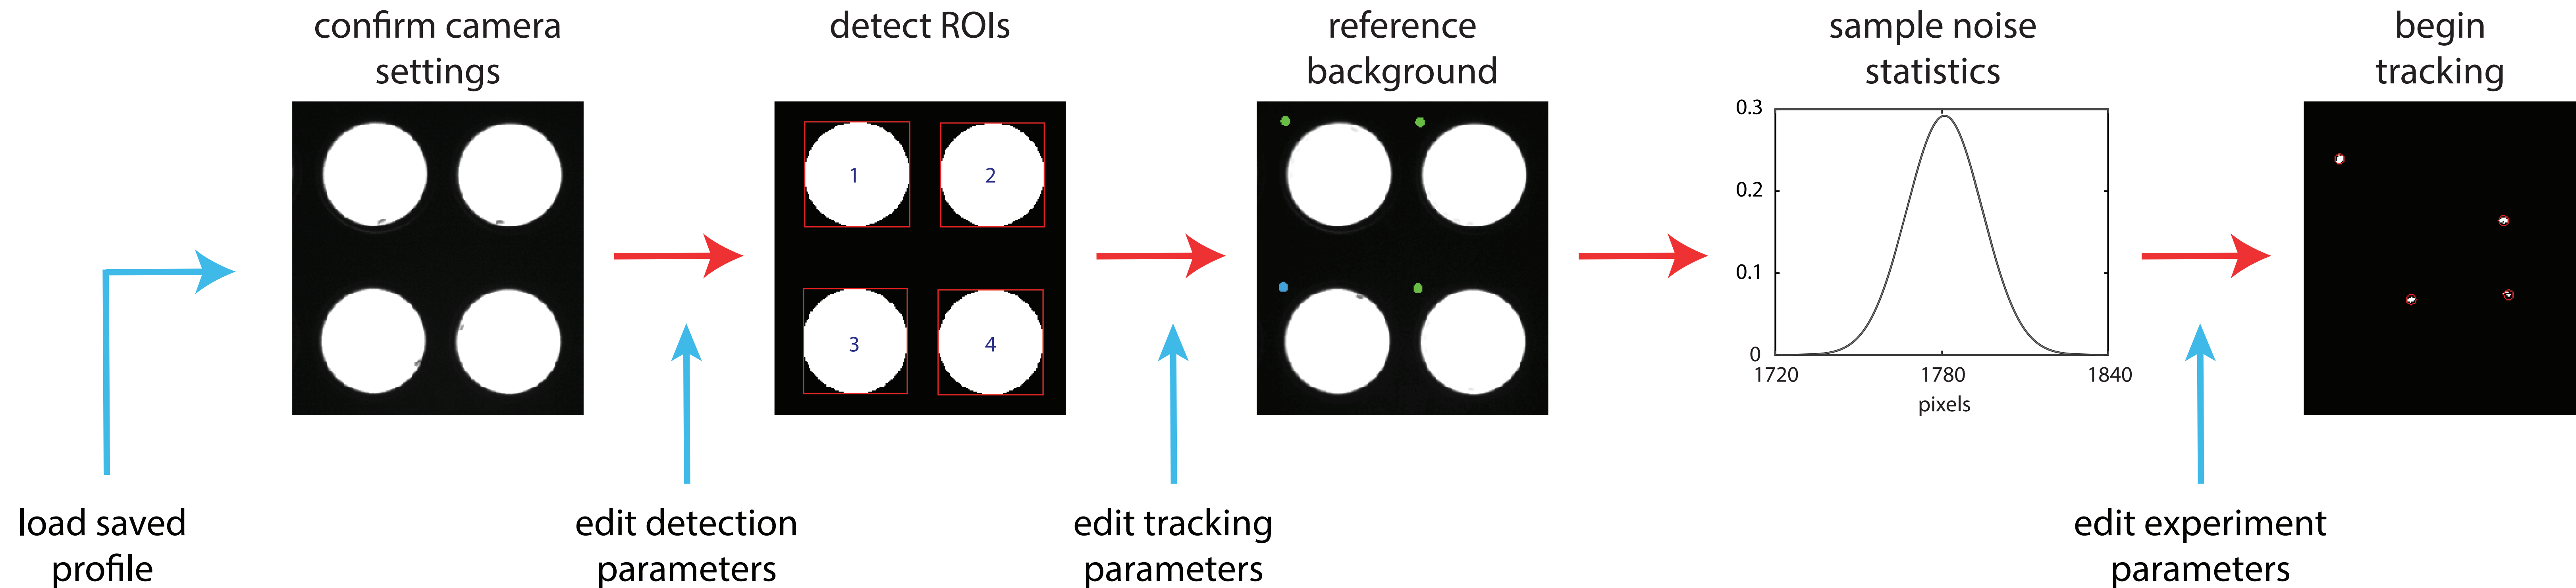 confirm camera
settings
detect ROIs
reference
background
sample noise
statistics
begin
tracking
1
2
3
4
0.3
0.2
0.1
0
1720
1780
1840
pixels
load saved
profile
edit detection
parameters
edit tracking
parameters
edit experiment
parameters